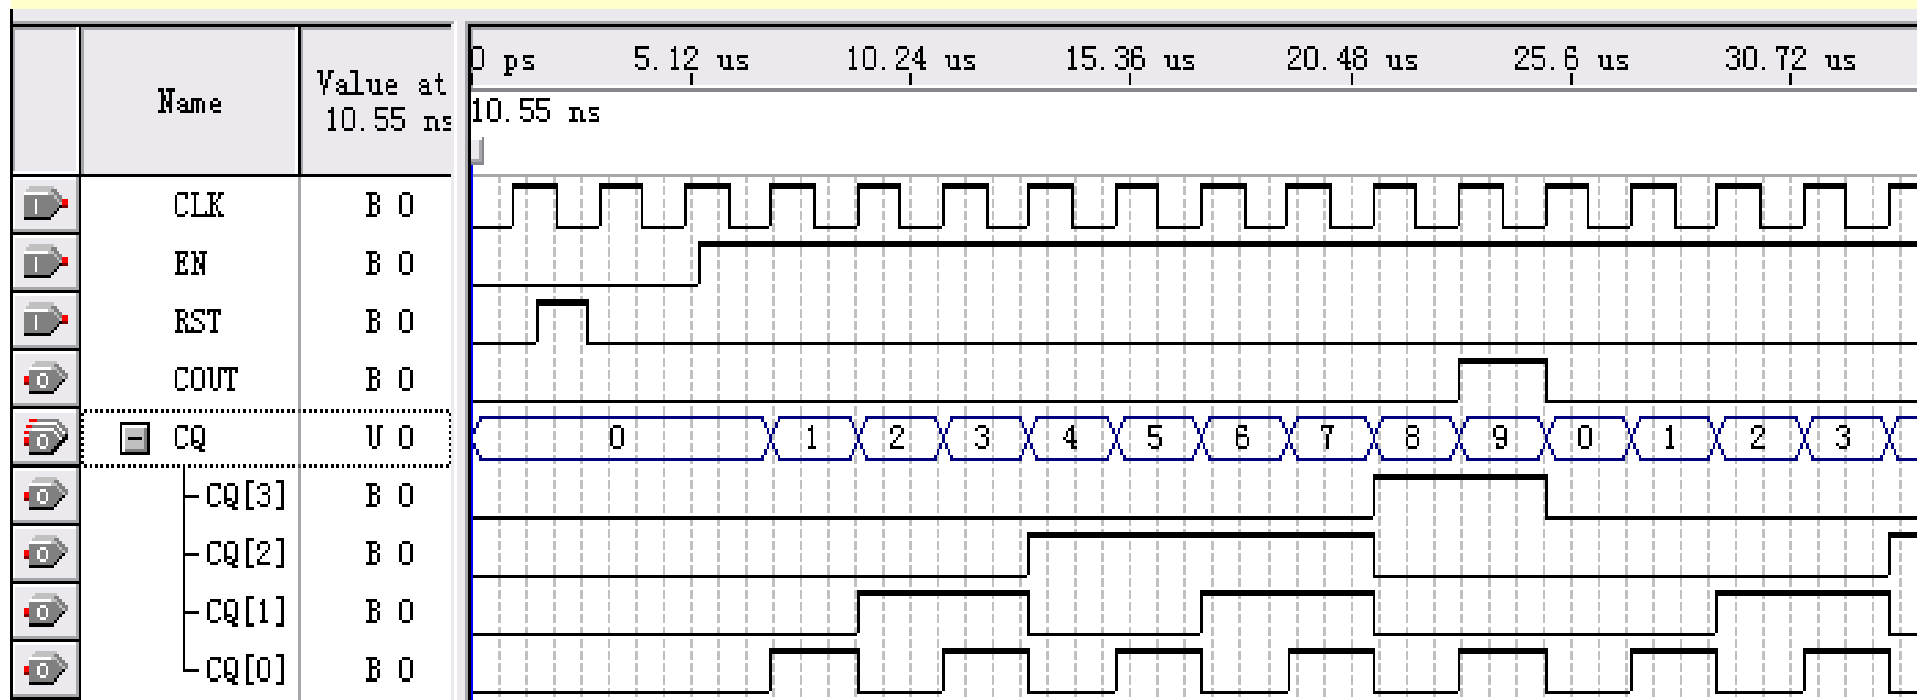 0 ps 5.12 us 10.24 us 15.36 us 20.48 us 25.6 us 30.72 us
Name
Value at
10.55 ns
10.55 ns
CLK B 0
EN B 0
RST B 0
COUT B 0
CQ U 0 0 1 2 3 4 5 6 7 8 9 0 1 2 3
CQ[3] B 0
CQ[2] B 0
CQ[1] B 0
CQ[0] B 0